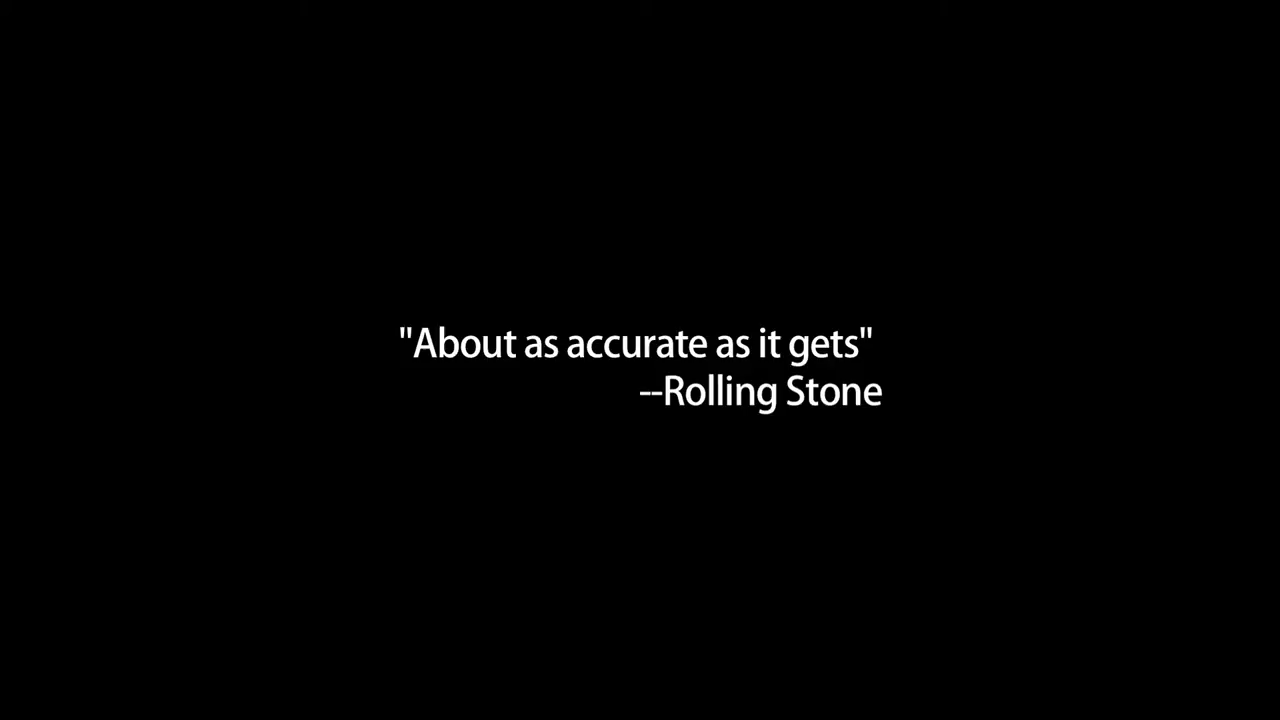 "About as accurate as it gets"
--Rolling Stone